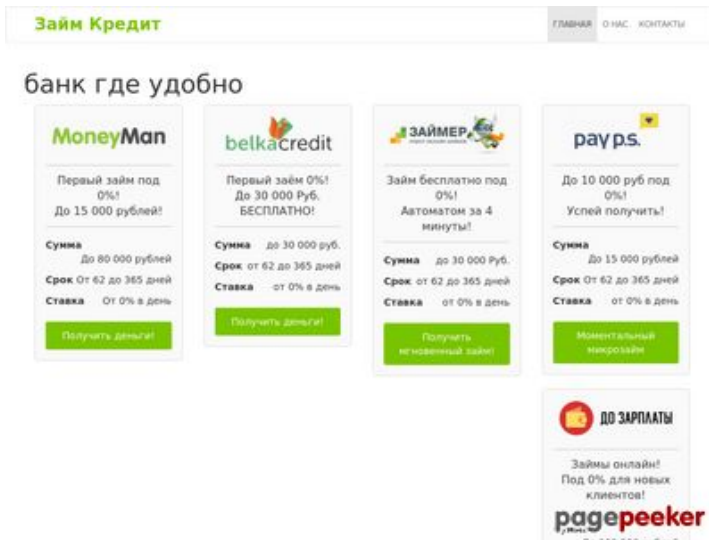 Займ Кредит
ГЛАВНАЯ О НАС КОНТАКТЫ
банк где удобно
MoneyMan
Первый займ под
0%!
До 15 000 рублей!
Сумма
До 80 000 рублей
Срок От 62 до 365 дней
Ставка От 0% в день
Получить деньги!
belkacredit
Первый заём 0%!
До 30 000 Руб.
БЕСПЛАТНО!
Сумма до 30 000 руб.
Срок от 62 до 365 дней
Ставка от 0% в день
Получить деньги!
ЗАЙМЕР
Займ бесплатно под
0%!
Автоматом за 4
минуты!
Сумма до 30 000 Руб.
Срок от 62 до 365 дней
Ставка от 0% в день
Получить
мгновенный займ!
pay p.s.
До 10 000 руб под
0%!
Успей получить!
Сумма
До 15 000 рублей
Срок От 62 до 365 дней
Ставка от 0% в день
Моментальный
микрозайм
ДО ЗАРПЛАТЫ
Займы онлайн!
Под 0% для новых
клиентов!
pagepeeker